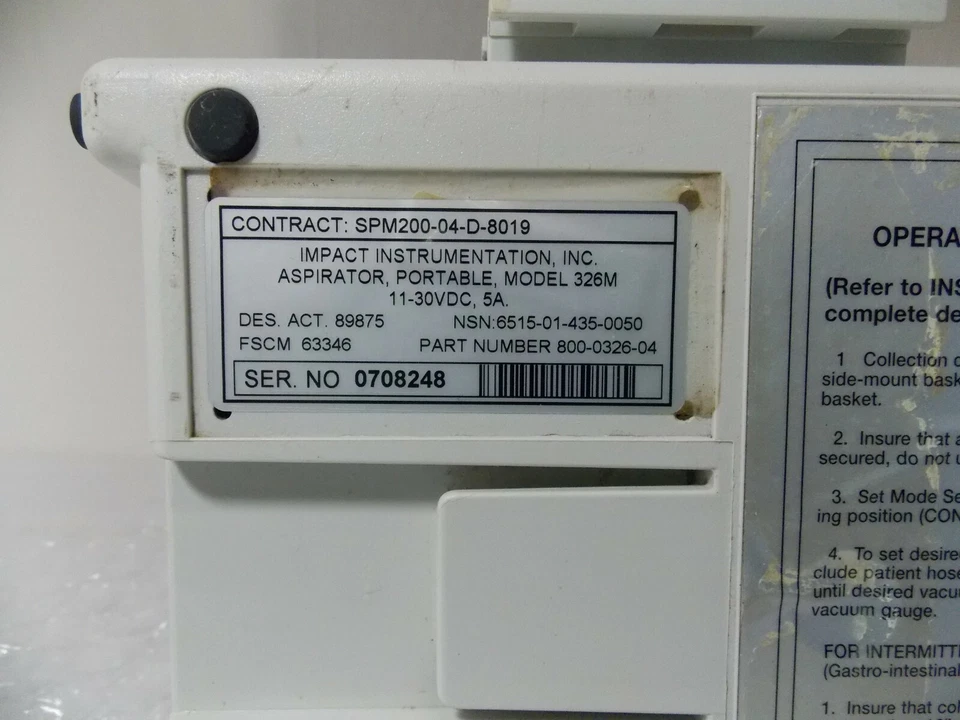 CONTRACT: SPM200-04-D-8019
IMPACT INSTRUMENTATION, INC.
ASPIRATOR, PORTABLE, MODEL 326M
11-30VDC, 5A.
DES. ACT. 89875 NSN:6515-01-435-0050
FSCM 63346 PART NUMBER 800-0326-04
SER. NO 0708248
OPERA
(Refer to INS
complete de
1 Collection c
side-mount bask
basket.
2. Insure that a
secured, do not u
3. Set Mode Se
ing position (CON
4. To set desire
clude patient hose
until desired vacuu
vacuum gauge.
FOR INTERMITTE
(Gastro-intestinal
1. Insure that col